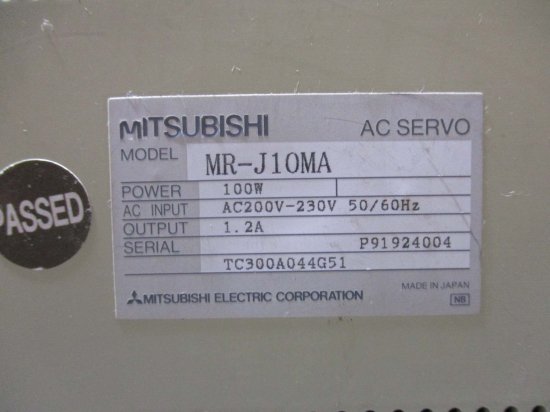 MITSUBISHI AC SERVO
MODEL MR-J10MA
POWER 100W
AC INPUT AC200V-230V 50/60Hz
OUTPUT 1.2A
SERIAL P91924004
TC300A044G51
MADE IN JAPAN
MITSUBISHI ELECTRIC CORPORATION NB
PASSED